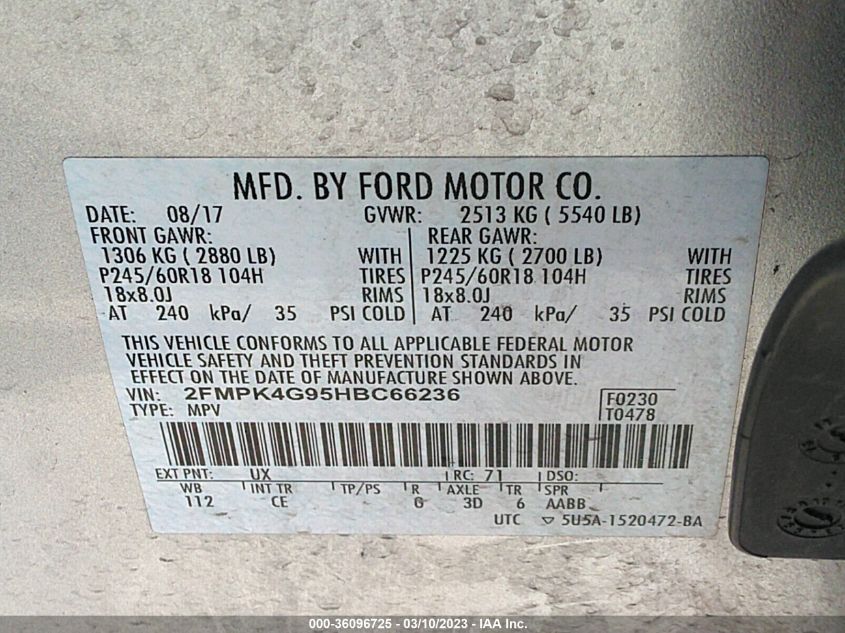 MFD. BY FORD MOTOR CO.
DATE: 08/17 GVWR: 2513 KG ( 5540 LB)
FRONT GAWR: REAR GAWR:
1306 KG ( 2880 LB) WITH 1225 KG ( 2700 LB) WITH
P245/60R18 104H TIRES P245/60R18 104H TIRES
18x8.0J RIMS 18x8.0J RIMS
AT 240 kPa/ 35 PSI COLD AT 240 kPa/ 35 PSI COLD
THIS VEHICLE CONFORMS TO ALL APPLICABLE FEDERAL MOTOR
VEHICLE SAFETY AND THEFT PREVENTION STANDARDS IN
EFFECT ON THE DATE OF MANUFACTURE SHOWN ABOVE.
VIN: 2FMPK4G95HBC66236 F0230
TYPE: MPV T0478
EXT PNT: UX RC: 71 DSO:
WB INT TR TP/PS R AXLE TR SPR
112 CE 6 3D 6 AABB
UTC ▽ 5U5A-1520472-BA
000-36096725 - 03/10/2023 - IAA Inc.